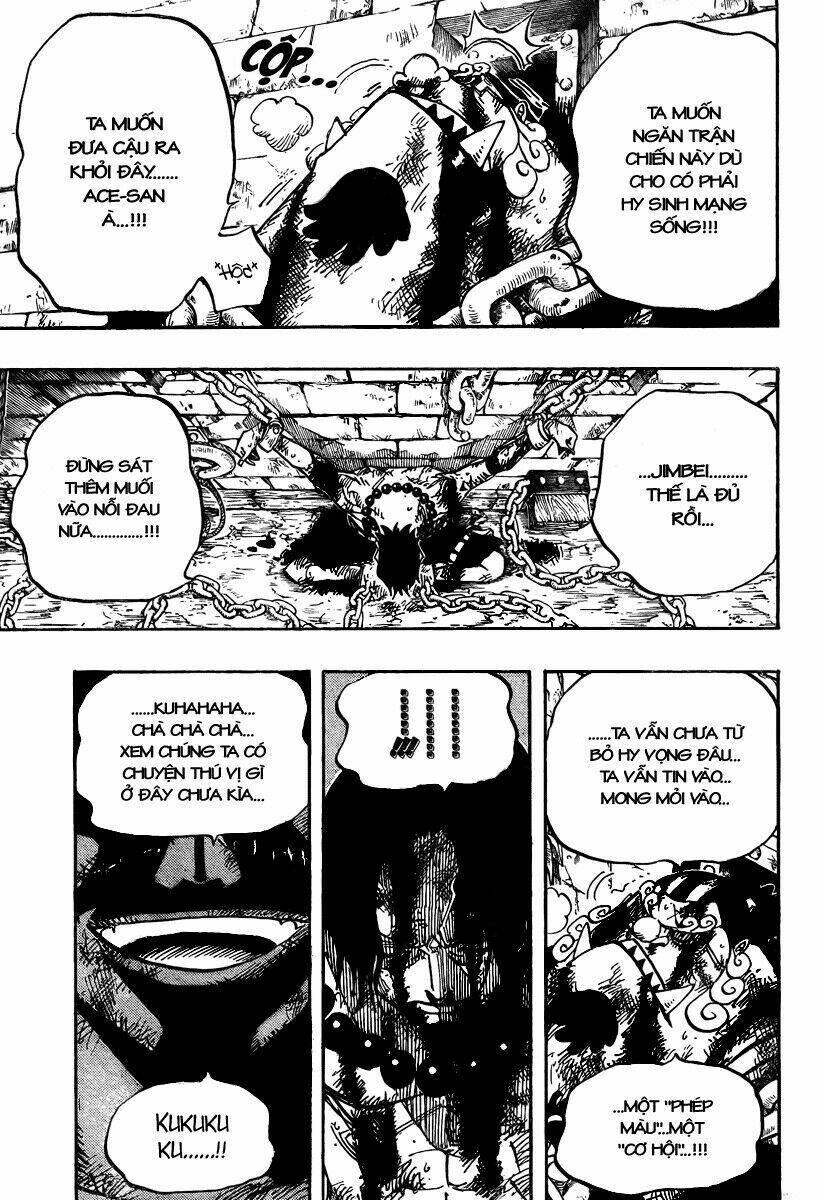 TA MUỐN
NGĂN TRẬN
CHIẾN NÀY DÙ
CHO CÓ PHẢI
HY SINH MẠNG
SỐNG!!!
CỘP...
TA MUỐN
ĐƯA CẬU RA
KHỎI ĐÂY......
ACE-SAN
À...!!!
*HỘC*
...JIMBEI.........
THẾ LÀ ĐỦ
RỒI...
ĐỪNG SÁT
THÊM MUỐI
VÀO NỖI ĐAU
NỮA.............!!!
......TA VẪN CHƯA TỪ
BỎ HY VỌNG ĐÂU...
TA VẪN TIN VÀO...
MONG MỎI VÀO...
...MỘT "PHÉP
MÀU"...MỘT
"CƠ HỘI"...!!!
......KUHAHAHA...
CHÀ CHÀ CHÀ...
XEM CHÚNG TA CÓ
CHUYỆN THÚ VỊ GÌ
Ở ĐÂY CHƯA KÌA...
KUKUKU
KU......!!